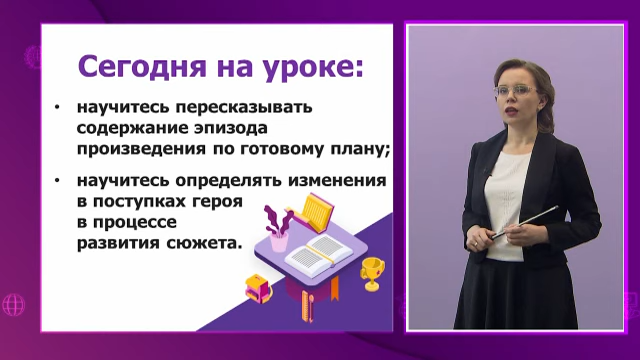 Сегодня на уроке:
• научитесь пересказывать
содержание эпизода
произведения по готовому плану;
• научитесь определять изменения
в поступках героя
в процессе
развития сюжета.